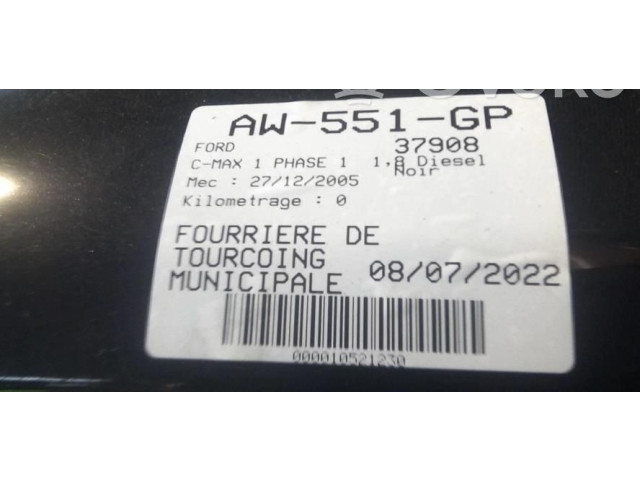 AW-551-GP
FORD 37908
C-MAX 1 PHASE 1 1,8 Diesel
Noir
Mec : 27/12/2005
Kilometrage : 0
FOURRIERE DE
TOURCOING
MUNICIPALE 08/07/2022
000010521230